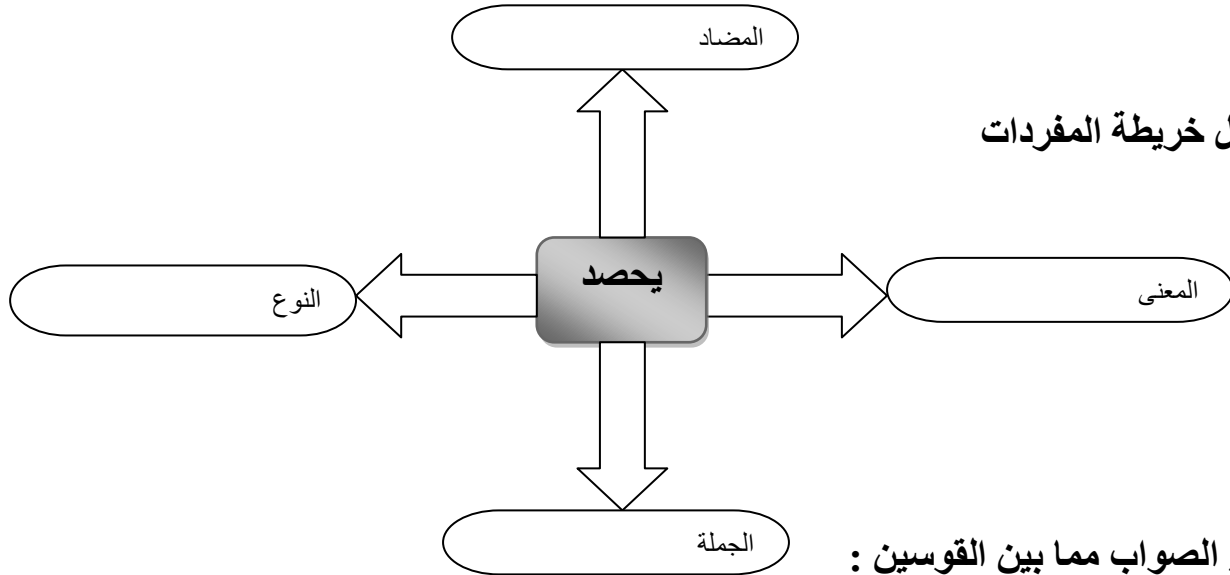 المضاد
خريطة المفردات
يحصد
المعنى
النوع
الجملة
الصواب مما بين القوسين :